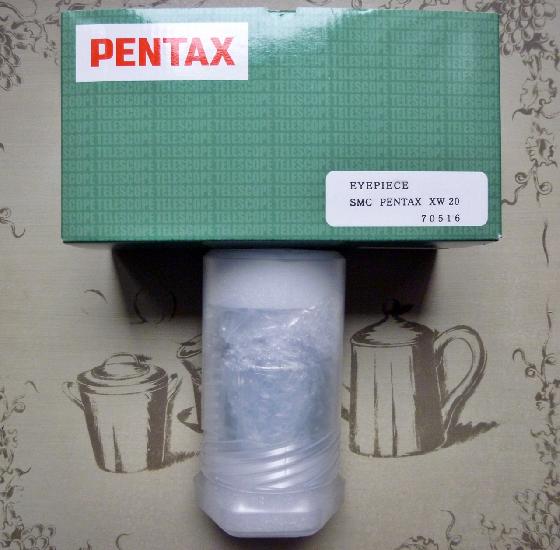 PENTAX
EYEPIECE
SMC PENTAX XW 20
70516